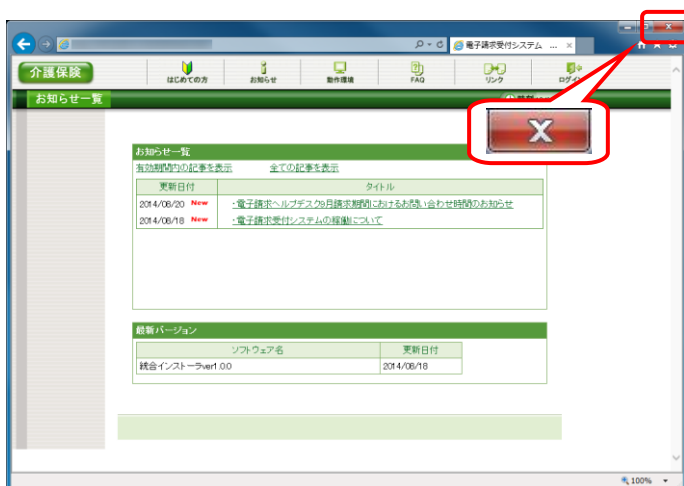 電子請求受付システム ...
介護保険
はじめての方
お知らせ
動作環境
FAQ
リンク
お知らせ一覧
お知らせ一覧
有効期間内の記事を表示 全ての記事を表示
更新日付 タイトル
2014/08/20 New ・電子請求ヘルプデスク9月請求期間におけるお問い合わせ時間のお知らせ
2014/08/18 New ・電子請求受付システムの稼働について
最新バージョン
ソフトウェア名 更新日付
統合インストーラver1.0.0 2014/08/18
100%